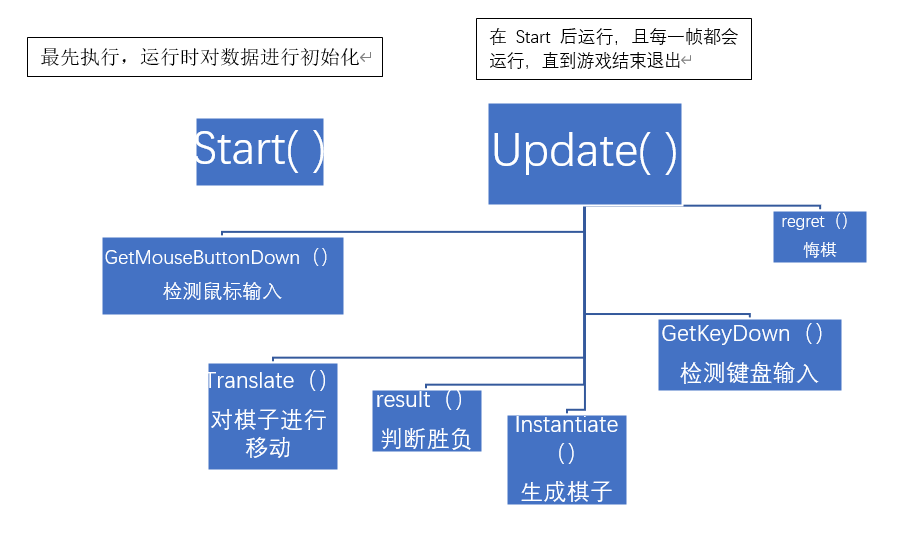 最先执行，运行时对数据进行初始化↵
在 Start 后运行，且每一帧都会
运行，直到游戏结束退出↵
Start( )
Update( )
regret（）
悔棋
GetMouseButtonDown（）
检测鼠标输入
GetKeyDown（）
检测键盘输入
Translate（）
对棋子进行
移动
result（）
判断胜负
Instantiate
（）
生成棋子